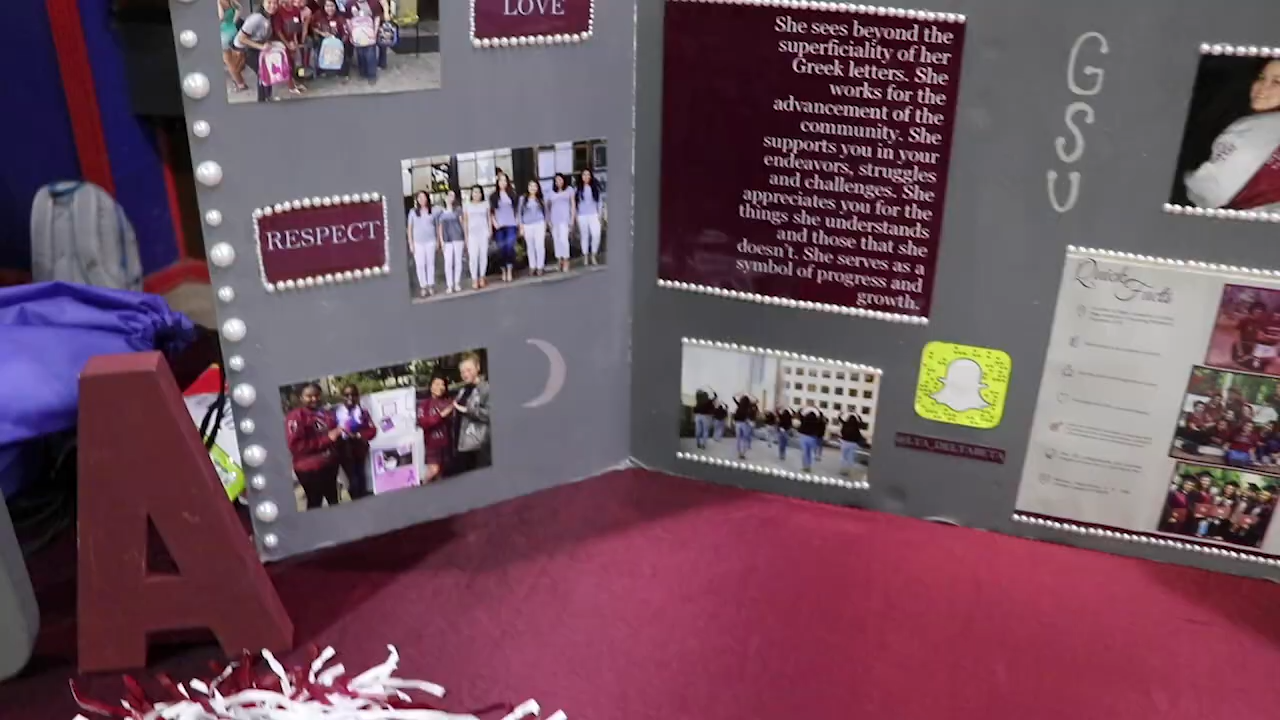 LOVE
RESPECT
She sees beyond the
superficiality of her
Greek letters. She
works for the
advancement of the
community. She
supports you in your
endeavors, struggles
and challenges. She
appreciates you for the
things she understands
and those that she
doesn't. She serves as a
symbol of progress and
growth.
@LTA_DELTABETA
G
S
U
Quick
Facts
A